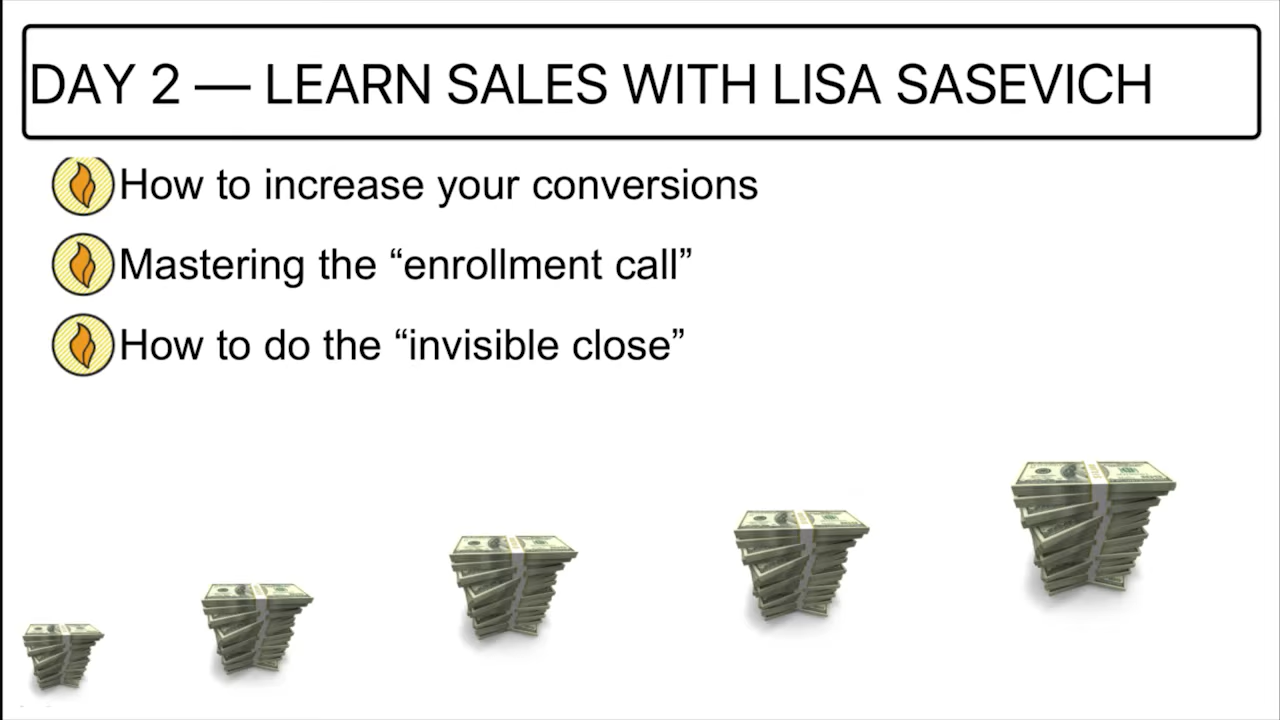 DAY 2 — LEARN SALES WITH LISA SASEVICH
How to increase your conversions
Mastering the “enrollment call”
How to do the “invisible close”